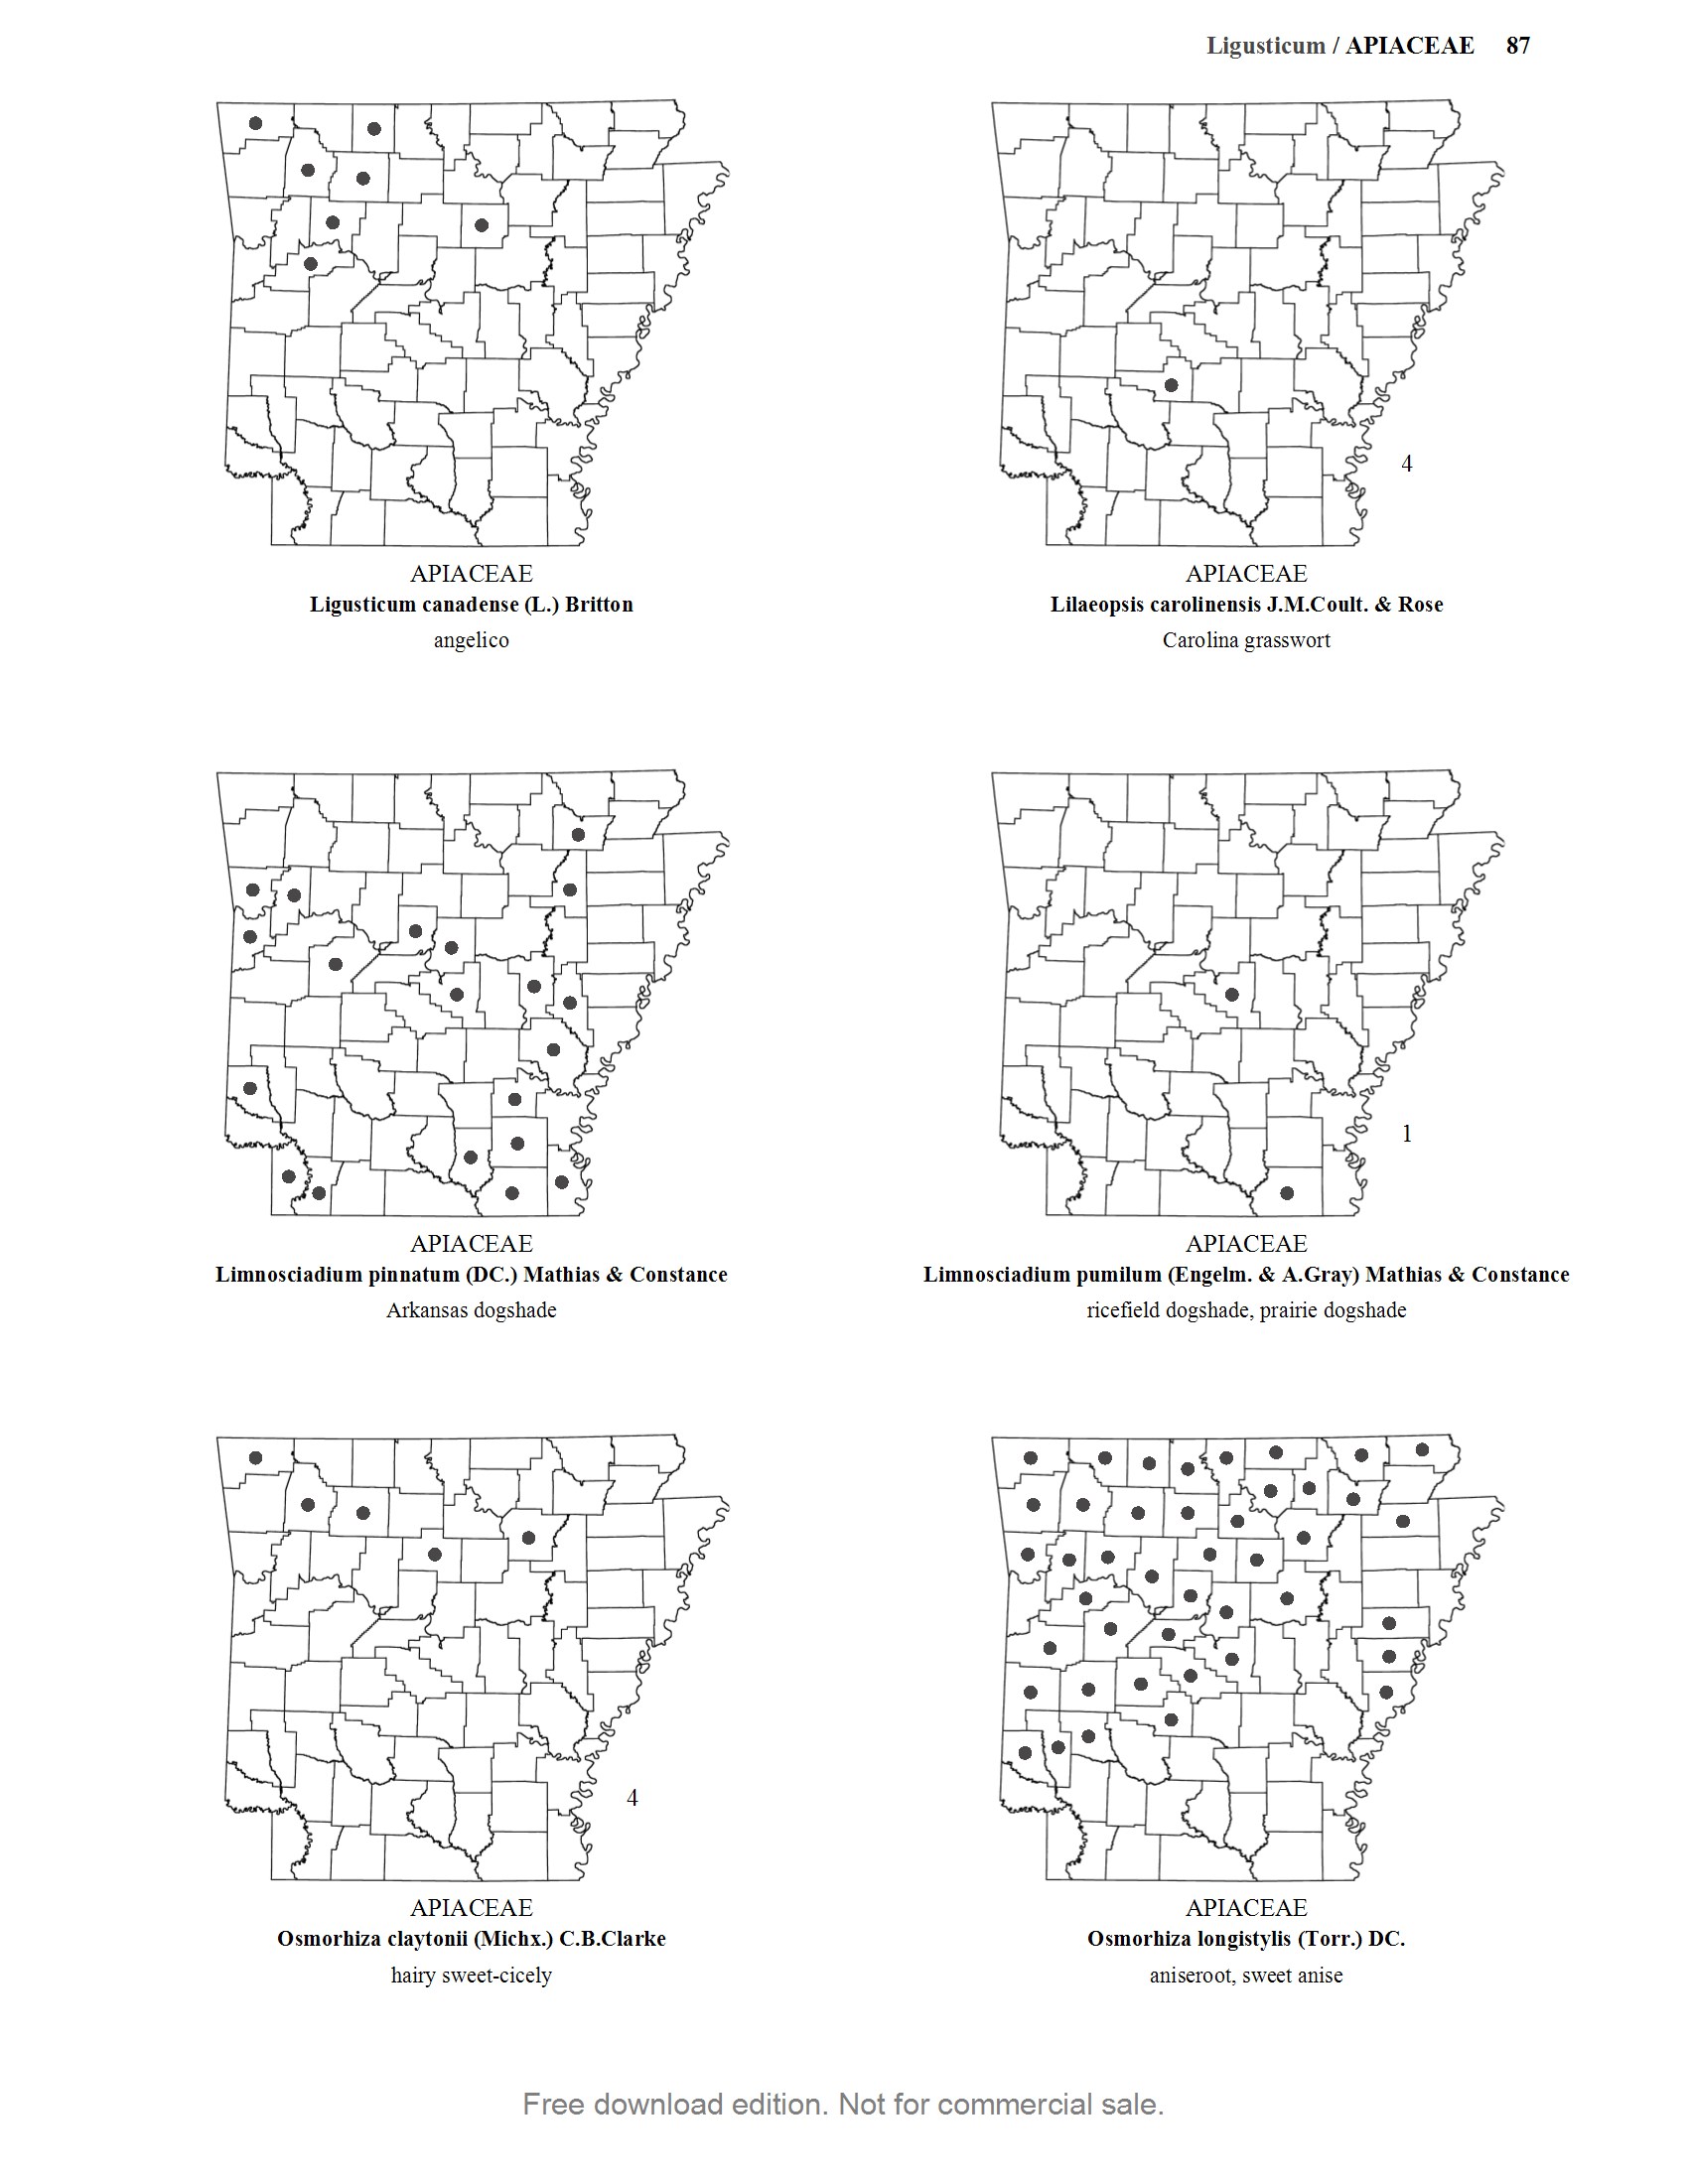 Ligusticum / APIACEAE 87
APIACEAE
Ligusticum canadense (L.) Britton
angelico
4
APIACEAE
Lilaeopsis carolinensis J.M.Coult. & Rose
Carolina grasswort
APIACEAE
Limnosciadium pinnatum (DC.) Mathias & Constance
Arkansas dogshade
1
APIACEAE
Limnosciadium pumilum (Engelm. & A.Gray) Mathias & Constance
ricefield dogshade, prairie dogshade
4
APIACEAE
Osmorhiza claytonii (Michx.) C.B.Clarke
hairy sweet-cicely
APIACEAE
Osmorhiza longistylis (Torr.) DC.
aniseroot, sweet anise
Free download edition. Not for commercial sale.